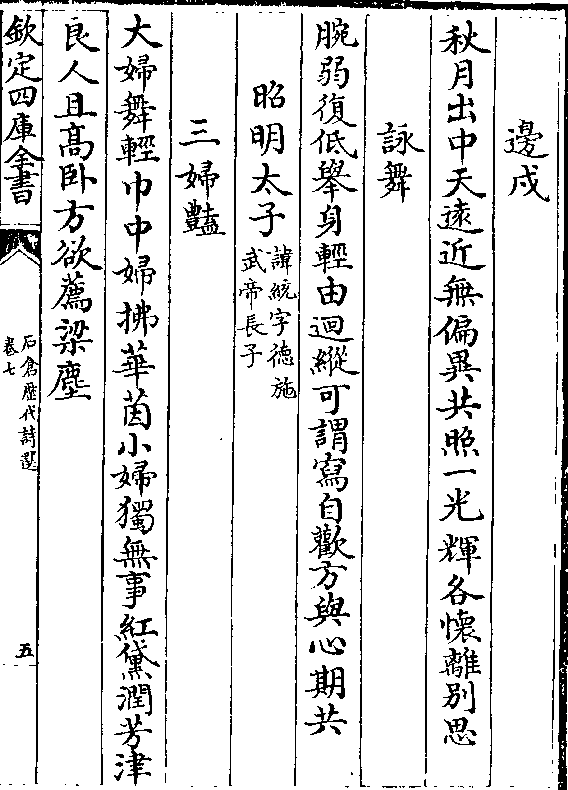 邊戍
秋月出中天逺近無偏異共照一光輝各懷離別思
詠舞
腕弱復低舉身輕由迴縱可謂寫自歡方與心期共
昭明太子
諱統字德施
武帝長子
三婦豔
大婦舞輕巾中婦拂華茵小婦獨無事紅黛潤芳津
良人且髙卧方欲薦梁塵
欽定四庫全書
石倉歴代詩選
卷七
五